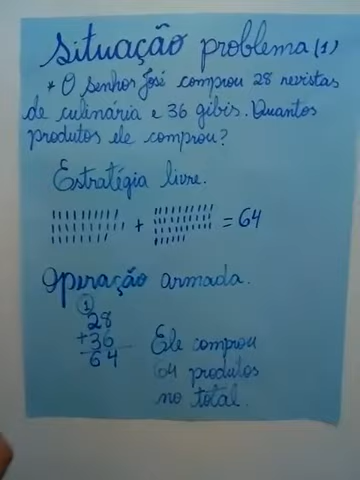 Situação problema (1)
* O senhor José comprou 28 revistas
de culinária e 36 gibis. Quantos
produtos ele comprou?
Estratégia livre.
+ = 64
Operação armada.
1
28
+36
64
Ele comprou
64 produtos
no total.